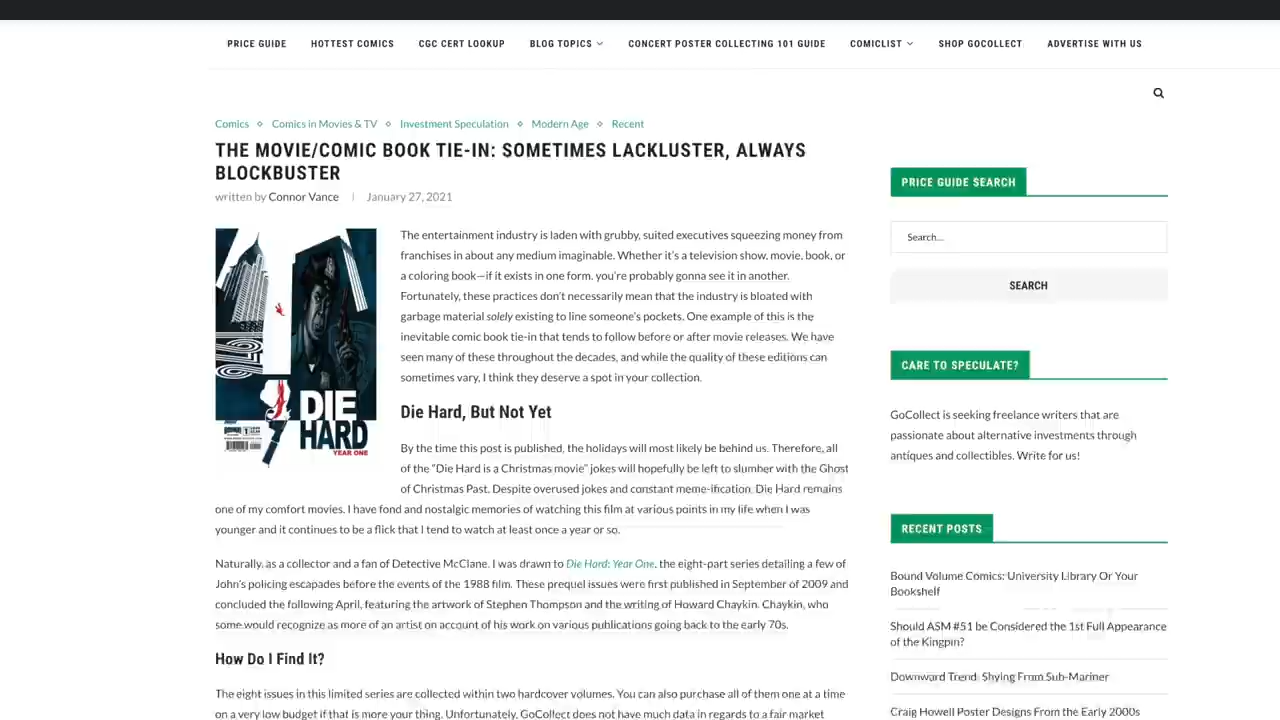 PRICE GUIDE HOTTEST COMICS CGC CERT LOOKUP BLOG TOPICS CONCERT POSTER COLLECTING 101 GUIDE COMICLIST SHOP GOCOLLECT ADVERTISE WITH US
Comics Comics in Movies & TV Investment Speculation Modern Age Recent
THE MOVIE/COMIC BOOK TIE-IN: SOMETIMES LACKLUSTER, ALWAYS
BLOCKBUSTER
written by Connor Vance January 27, 2021
DIE
HARD
YEAR ONE
The entertainment industry is laden with grubby, suited executives squeezing money from
franchises in about any medium imaginable. Whether it's a television show, movie, book, or
a coloring book—if it exists in one form, you're probably gonna see it in another.
Fortunately, these practices don't necessarily mean that the industry is bloated with
garbage material solely existing to line someone's pockets. One example of this is the
inevitable comic book tie-in that tends to follow before or after movie releases. We have
seen many of these throughout the decades, and while the quality of these editions can
sometimes vary, I think they deserve a spot in your collection.
Die Hard, But Not Yet
By the time this post is published, the holidays will most likely be behind us. Therefore, all
of the "Die Hard is a Christmas movie" jokes will hopefully be left to slumber with the Ghost
of Christmas Past. Despite overused jokes and constant meme-ification, Die Hard remains
one of my comfort movies. I have fond and nostalgic memories of watching this film at various points in my life when I was
younger and it continues to be a flick that I tend to watch at least once a year or so.
Naturally, as a collector and a fan of Detective McClane, I was drawn to Die Hard: Year One, the eight-part series detailing a few of
John's policing escapades before the events of the 1988 film. These prequel issues were first published in September of 2009 and
concluded the following April, featuring the artwork of Stephen Thompson and the writing of Howard Chaykin. Chaykin, who
some would recognize as more of an artist on account of his work on various publications going back to the early 70s.
How Do I Find It?
The eight issues in this limited series are collected within two hardcover volumes. You can also purchase all of them one at a time
on a very low budget if that is more your thing. Unfortunately, GoCollect does not have much data in regards to a fair market
PRICE GUIDE SEARCH
Search...
SEARCH
CARE TO SPECULATE?
GoCollect is seeking freelance writers that are
passionate about alternative investments through
antiques and collectibles. Write for us!
RECENT POSTS
Bound Volume Comics: University Library Or Your
Bookshelf
Should ASM #51 be Considered the 1st Full Appearance
of the Kingpin?
Downward Trend: Shying From Sub-Mariner
Craig Howell Poster Designs From the Early 2000s